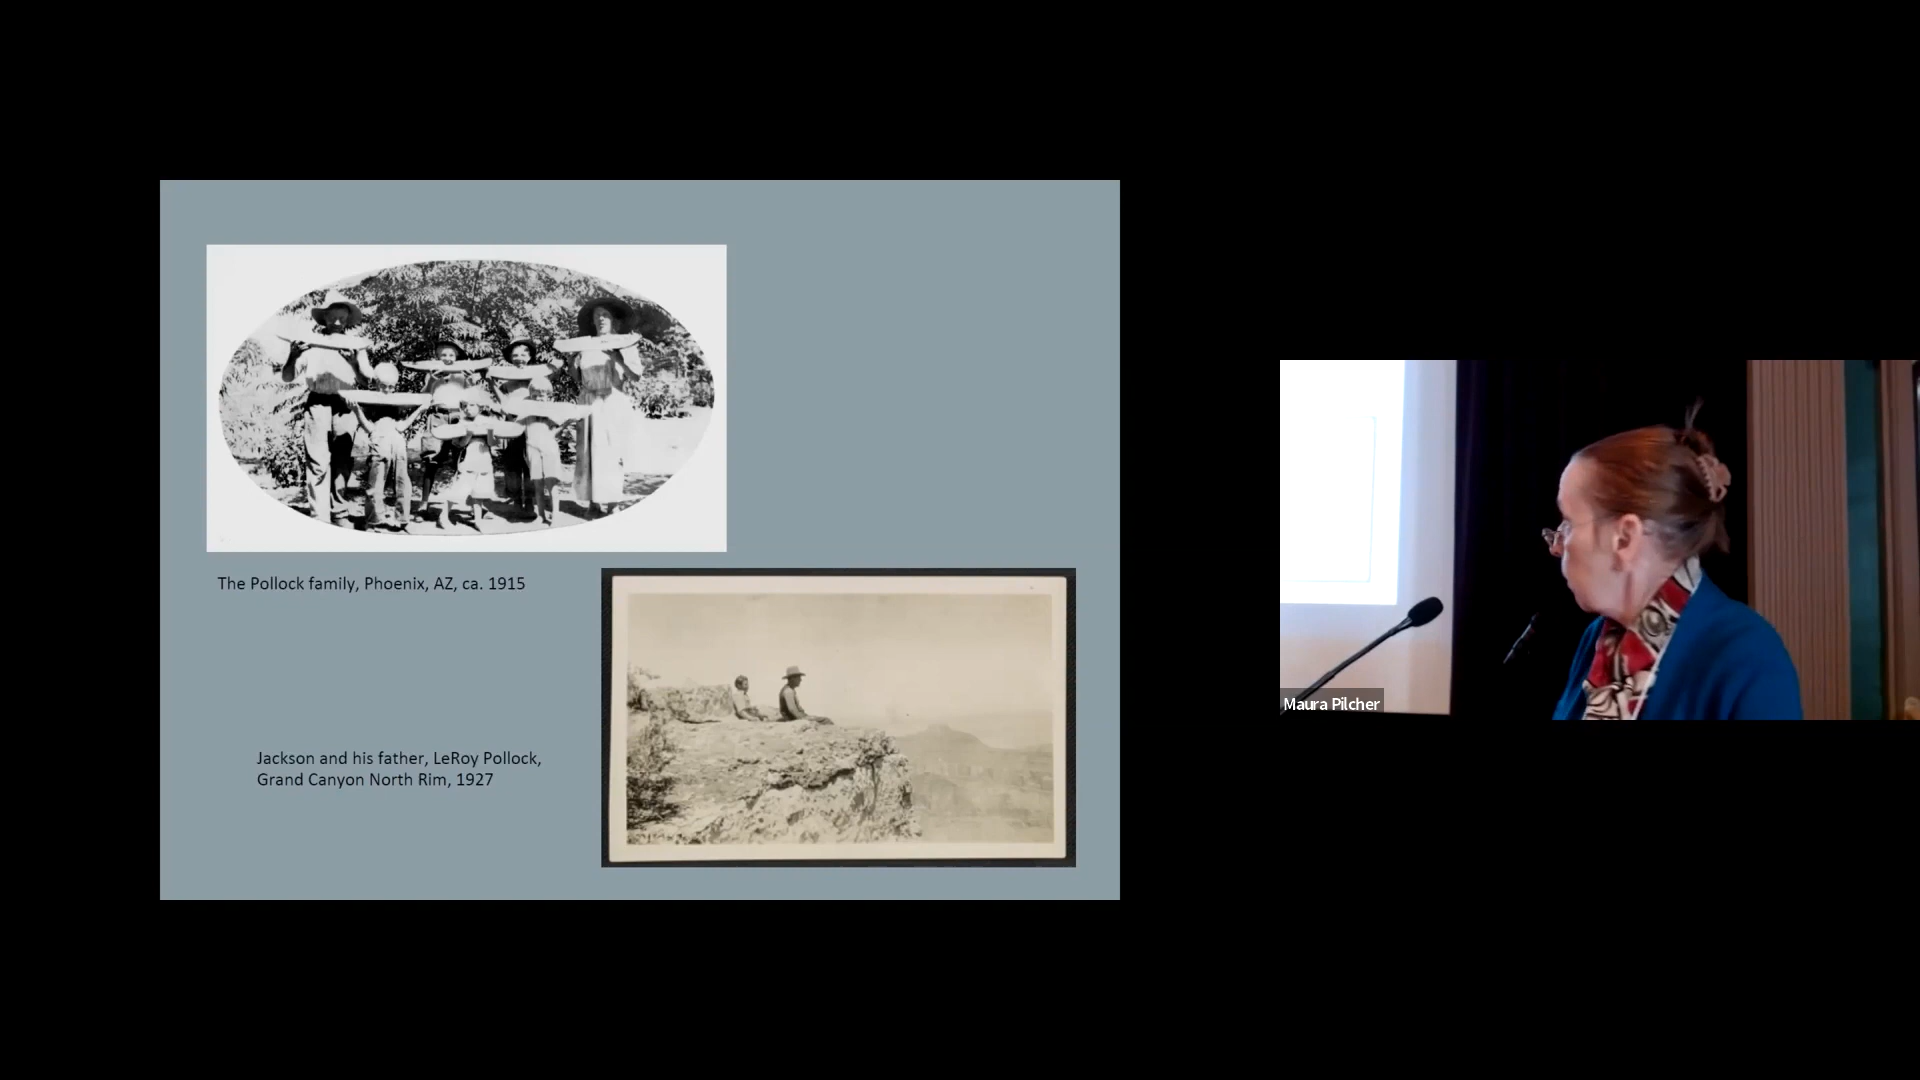 The Pollock family, Phoenix, AZ, ca. 1915
Jackson and his father, LeRoy Pollock,
Grand Canyon North Rim, 1927
Maura Pilcher